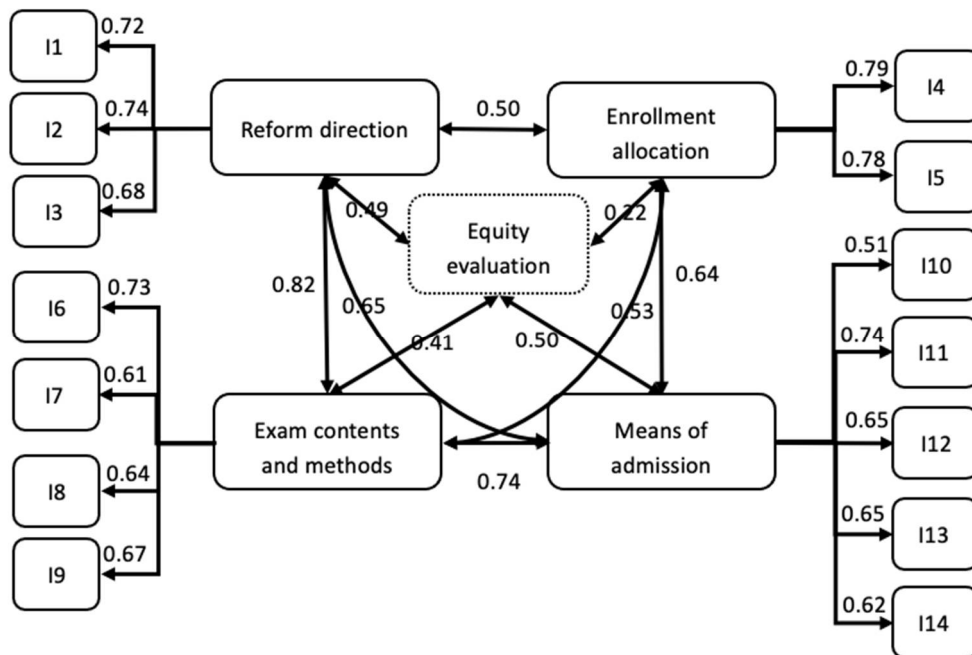 I1
0.72
I2
0.74
I3
0.68
Reform direction
0.50
Enrollment
allocation
0.79
I4
0.78
I5
0.49
Equity
evaluation
0.22
0.82
0.65
0.41
0.50
0.53
0.64
I6
0.73
I7
0.61
I8
0.64
I9
0.67
Exam contents
and methods
0.74
Means of
admission
0.51
I10
0.74
I11
0.65
I12
0.65
I13
0.62
I14